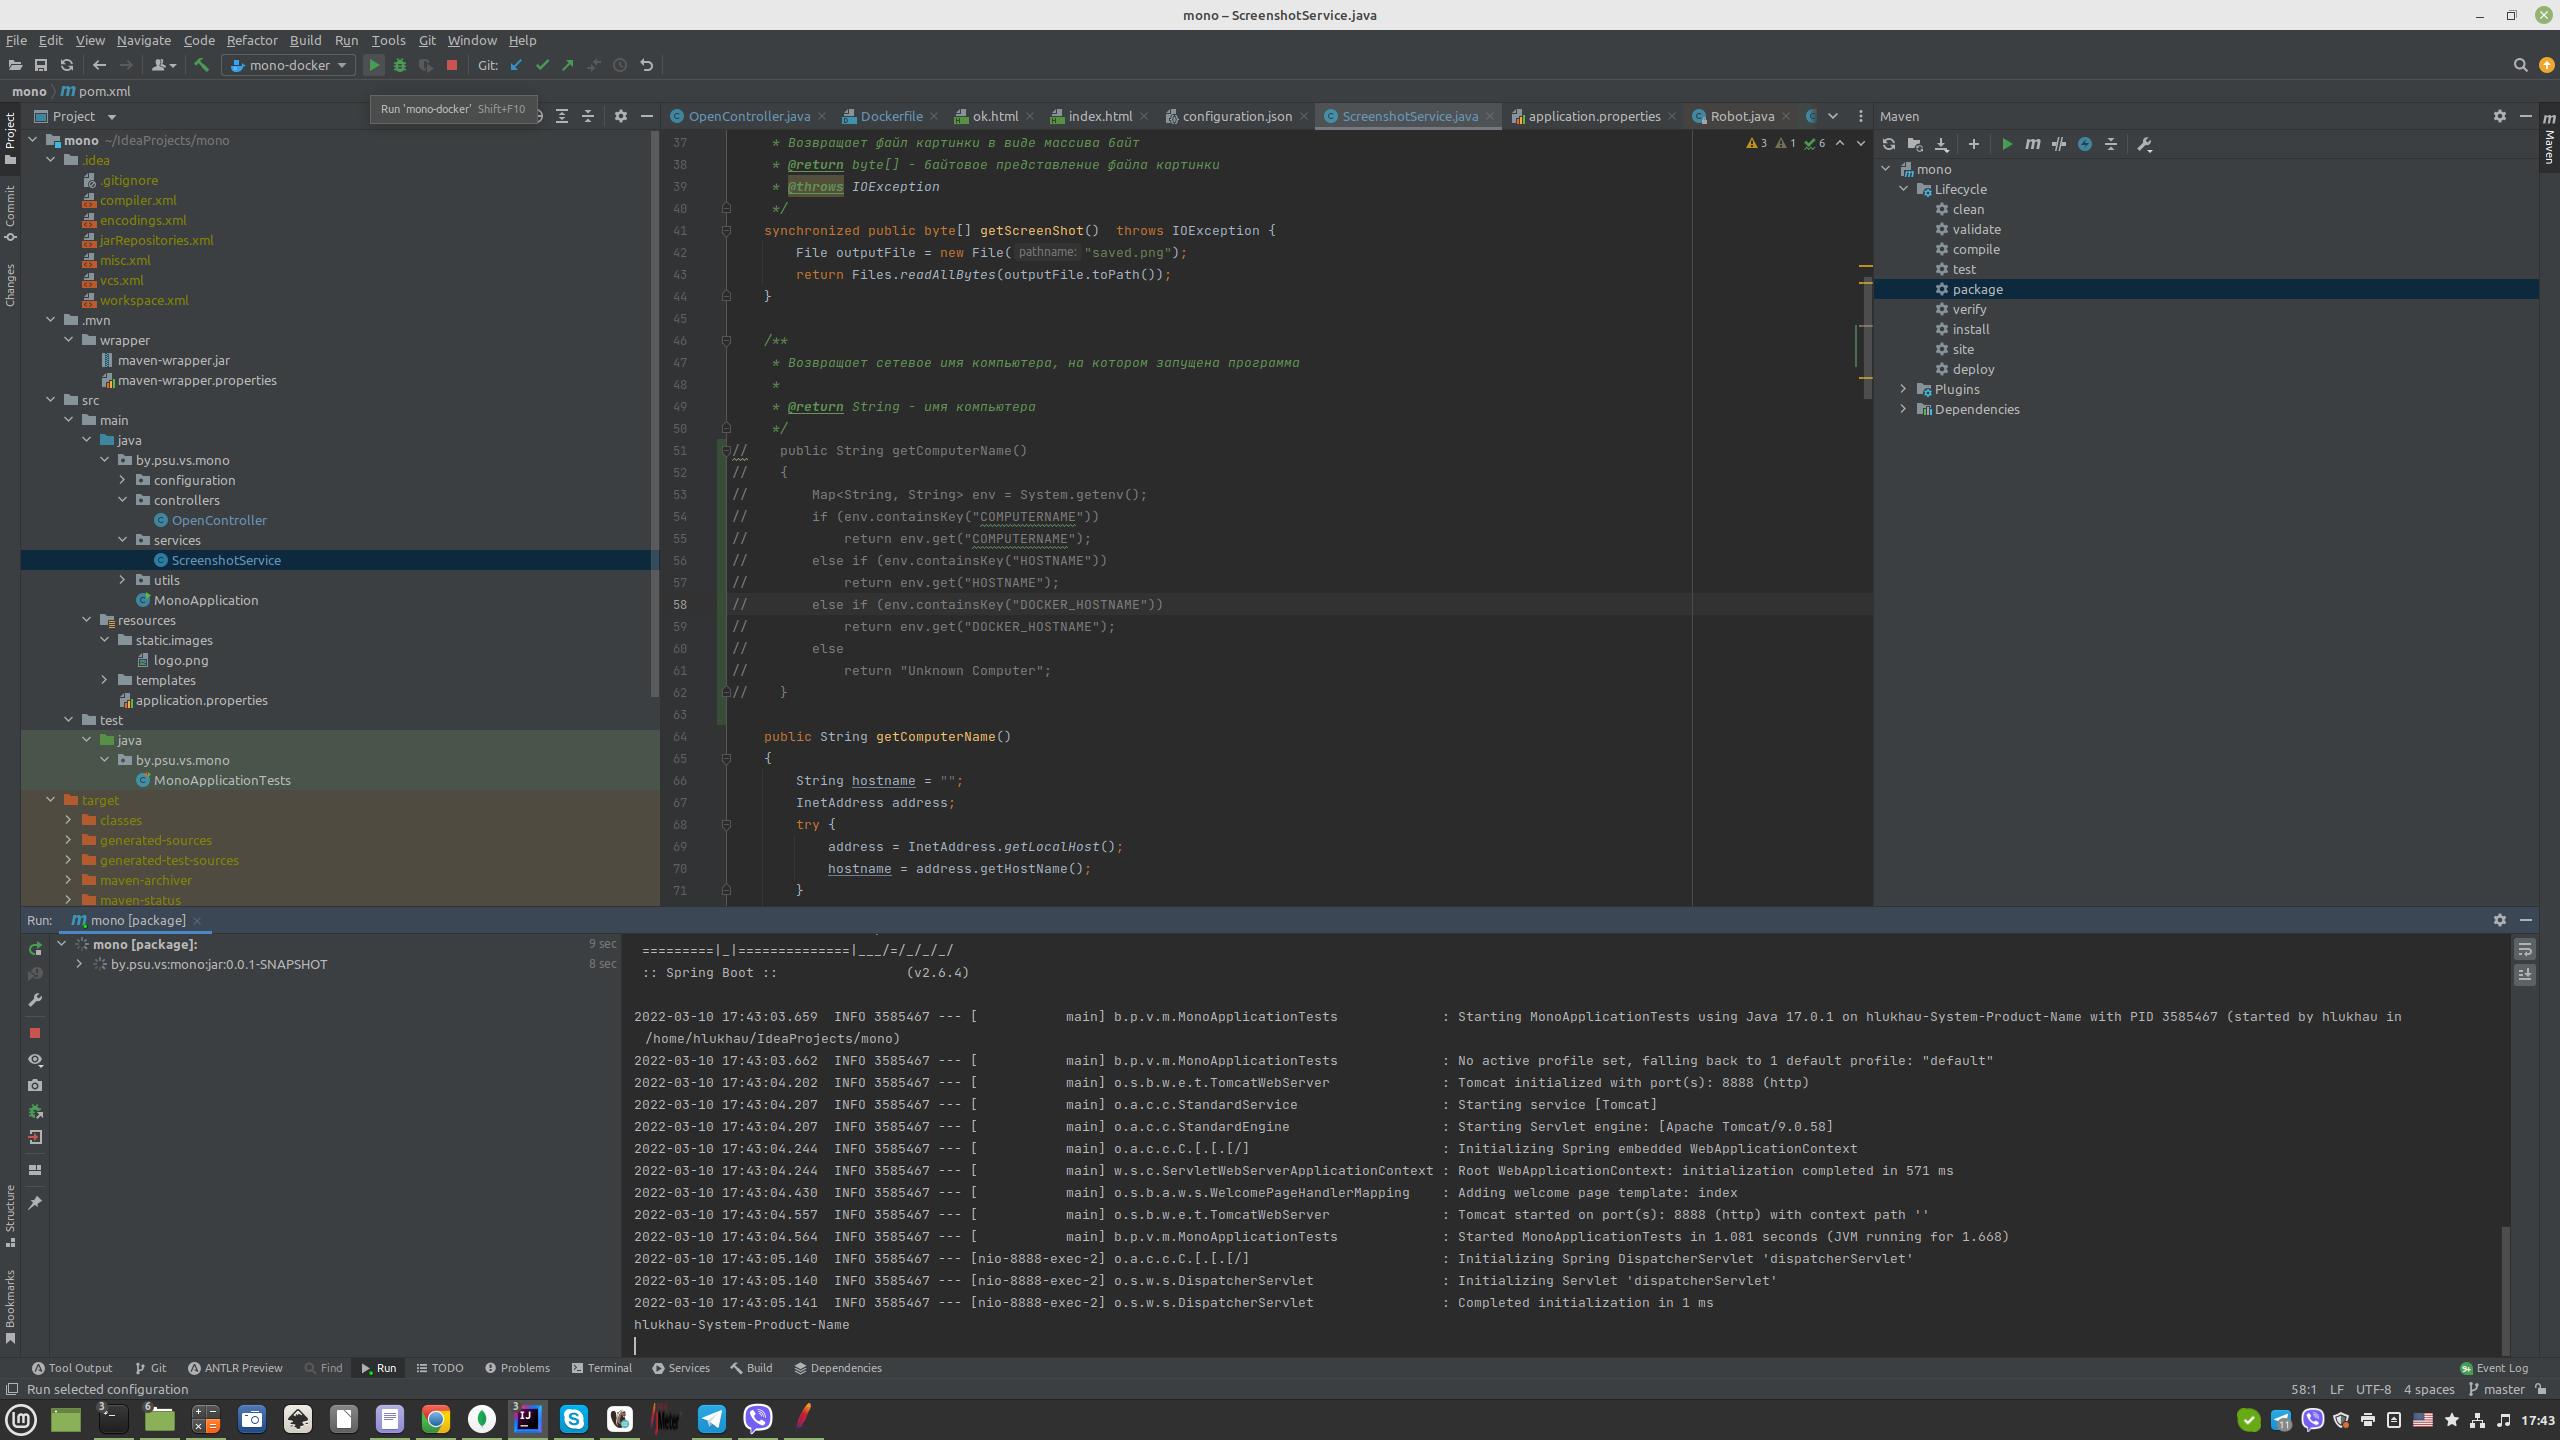 mono – ScreenshotService.java
File Edit View Navigate Code Refactor Build Run Tools Git Window Help
mono-docker Git:
mono pom.xml
Run 'mono-docker' Shift+F10
Project
OpenController.java Dockerfile ok.html index.html configuration.json ScreenshotService.java application.properties Robot.java
Maven
Project
Commit
Changes
Structure
Bookmarks
Maven
mono ~/IdeaProjects/mono
.idea
.gitignore
compiler.xml
encodings.xml
jarRepositories.xml
misc.xml
vcs.xml
workspace.xml
.mvn
wrapper
maven-wrapper.jar
maven-wrapper.properties
src
main
java
by.psu.vs.mono
configuration
controllers
OpenController
services
ScreenshotService
utils
MonoApplication
resources
static.images
logo.png
templates
application.properties
test
java
by.psu.vs.mono
MonoApplicationTests
target
classes
generated-sources
generated-test-sources
maven-archiver
maven-status
3 1 6
37 * Возвращает файл картинки в виде массива байт
38 * @return byte[] - байтовое представление файла картинки
39 * @throws IOException
40 */
41 synchronized public byte[] getScreenShot()  throws IOException {
42 File outputFile = new File( pathname: "saved.png");
43 return Files.readAllBytes(outputFile.toPath());
44 }
45
46 /**
47 * Возвращает сетевое имя компьютера, на котором запущена программа
48 *
49 * @return String - имя компьютера
50 */
51 //    public String getComputerName()
52 //    {
53 //        Map<String, String> env = System.getenv();
54 //        if (env.containsKey("COMPUTERNAME"))
55 //            return env.get("COMPUTERNAME");
56 //        else if (env.containsKey("HOSTNAME"))
57 //            return env.get("HOSTNAME");
58 //        else if (env.containsKey("DOCKER_HOSTNAME"))
59 //            return env.get("DOCKER_HOSTNAME");
60 //        else
61 //            return "Unknown Computer";
62 //    }
63
64 public String getComputerName()
65 {
66 String hostname = "";
67 InetAddress address;
68 try {
69 address = InetAddress.getLocalHost();
70 hostname = address.getHostName();
71 }
mono
Lifecycle
clean
validate
compile
test
package
verify
install
site
deploy
Plugins
Dependencies
Run: mono [package]
mono [package]: 9 sec
by.psu.vs:mono:jar:0.0.1-SNAPSHOT 8 sec
=========|_|==============|___/=/_/_/_/
:: Spring Boot ::                (v2.6.4)
2022-03-10 17:43:03.659  INFO 3585467 --- [           main] b.p.v.m.MonoApplicationTests             : Starting MonoApplicationTests using Java 17.0.1 on hlukhau-System-Product-Name with PID 3585467 (started by hlukhau in
/home/hlukhau/IdeaProjects/mono)
2022-03-10 17:43:03.662  INFO 3585467 --- [           main] b.p.v.m.MonoApplicationTests             : No active profile set, falling back to 1 default profile: "default"
2022-03-10 17:43:04.202  INFO 3585467 --- [           main] o.s.b.w.e.t.TomcatWebServer              : Tomcat initialized with port(s): 8888 (http)
2022-03-10 17:43:04.207  INFO 3585467 --- [           main] o.a.c.c.StandardService                  : Starting service [Tomcat]
2022-03-10 17:43:04.207  INFO 3585467 --- [           main] o.a.c.c.StandardEngine                   : Starting Servlet engine: [Apache Tomcat/9.0.58]
2022-03-10 17:43:04.244  INFO 3585467 --- [           main] o.a.c.c.C.[.[.[/]                        : Initializing Spring embedded WebApplicationContext
2022-03-10 17:43:04.244  INFO 3585467 --- [           main] w.s.c.ServletWebServerApplicationContext : Root WebApplicationContext: initialization completed in 571 ms
2022-03-10 17:43:04.430  INFO 3585467 --- [           main] o.s.b.a.w.s.WelcomePageHandlerMapping    : Adding welcome page template: index
2022-03-10 17:43:04.557  INFO 3585467 --- [           main] o.s.b.w.e.t.TomcatWebServer              : Tomcat started on port(s): 8888 (http) with context path ''
2022-03-10 17:43:04.564  INFO 3585467 --- [           main] b.p.v.m.MonoApplicationTests             : Started MonoApplicationTests in 1.081 seconds (JVM running for 1.668)
2022-03-10 17:43:05.140  INFO 3585467 --- [nio-8888-exec-2] o.a.c.c.C.[.[.[/]                        : Initializing Spring DispatcherServlet 'dispatcherServlet'
2022-03-10 17:43:05.140  INFO 3585467 --- [nio-8888-exec-2] o.s.w.s.DispatcherServlet                : Initializing Servlet 'dispatcherServlet'
2022-03-10 17:43:05.141  INFO 3585467 --- [nio-8888-exec-2] o.s.w.s.DispatcherServlet                : Completed initialization in 1 ms
hlukhau-System-Product-Name
Tool Output Git ANTLR Preview Find Run TODO Problems Terminal Services Build Dependencies Event Log
Run selected configuration 58:1 LF UTF-8 4 spaces master
3 6 3 IJ 11 17:43